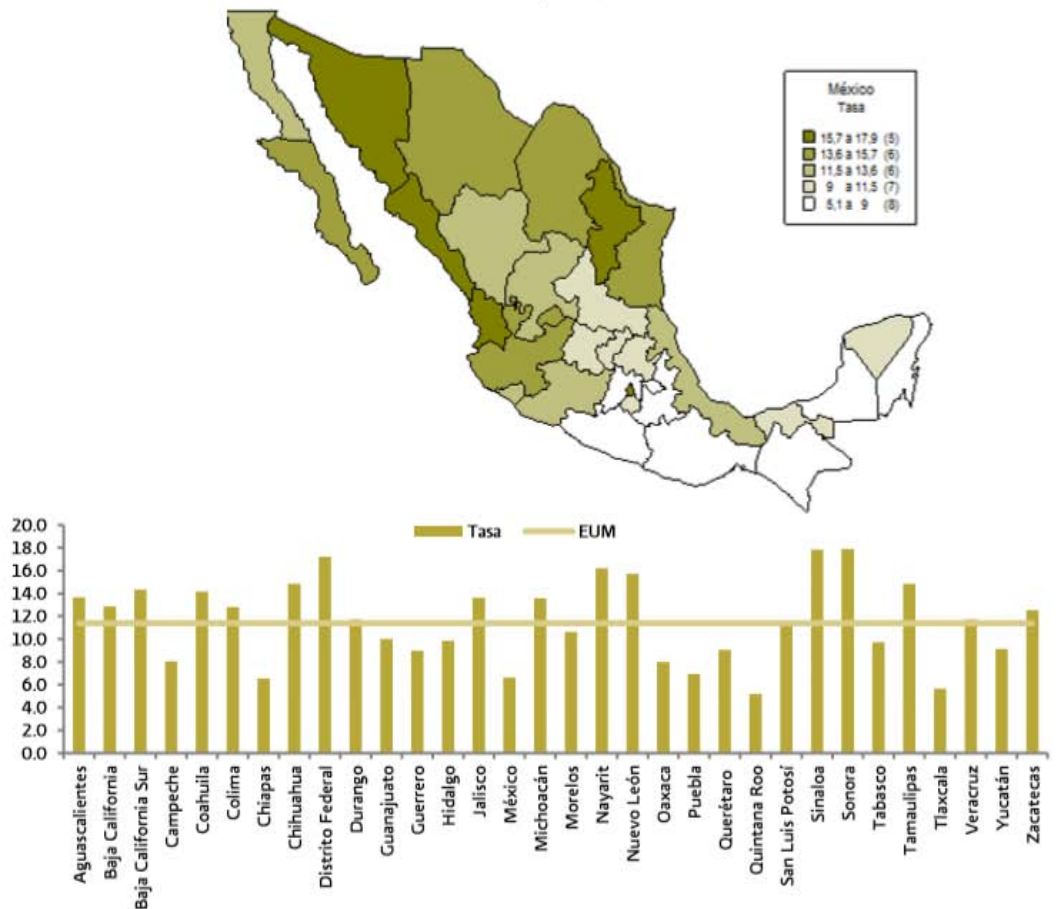 México
Tasa
15,7 a 17,9 (5)
13,6 a 15,7 (6)
11,5 a 13,6 (6)
9 a 11,5 (7)
5,1 a 9 (8)
Tasa
EUM
20.0
18.0
16.0
14.0
12.0
10.0
8.0
6.0
4.0
2.0
0.0
Aguascalientes
Baja California
Baja California Sur
Campeche
Coahuila
Colima
Chiapas
Chihuahua
Distrito Federal
Durango
Guanajuato
Guerrero
Hidalgo
Jalisco
México
Michoacán
Morelos
Nayarit
Nuevo León
Oaxaca
Puebla
Querétaro
Quintana Roo
San Luis Potosí
Sinaloa
Sonora
Tabasco
Tamaulipas
Tlaxcala
Veracruz
Yucatán
Zacatecas